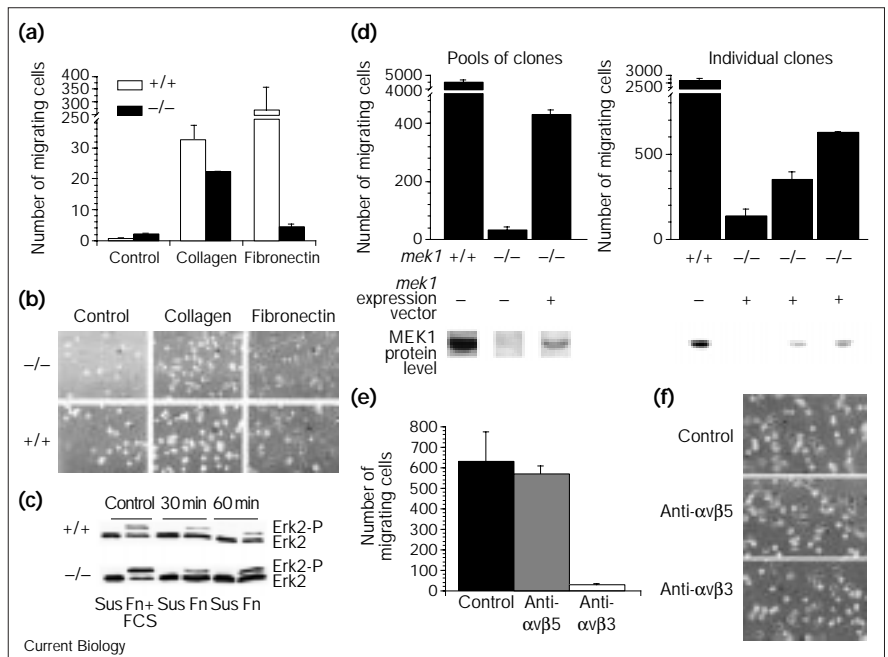 (a)
Number of migrating cells
400
350
300
250
30
20
10
0
+/+
−/−
Control Collagen Fibronectin
(b)
Control Collagen Fibronectin
−/−
+/+
(c)
Control 30 min 60 min
+/+
Erk2-P
Erk2
−/−
Erk2-P
Erk2
Sus Fn+ Sus Fn Sus Fn
FCS
(d)
Pools of clones
Number of migrating cells
5000
4000
400
200
0
mek1 +/+ −/− −/−
mek1
expression
vector
− − +
MEK1
protein
level
Individual clones
Number of migrating cells
3000
2500
500
0
+/+ −/− −/− −/−
− + + +
(e)
Number of
migrating cells
800
700
600
500
400
300
200
100
0
Control Anti- Anti-
αvβ5 αvβ3
(f)
Control
Anti-αvβ5
Anti-αvβ3
Current Biology